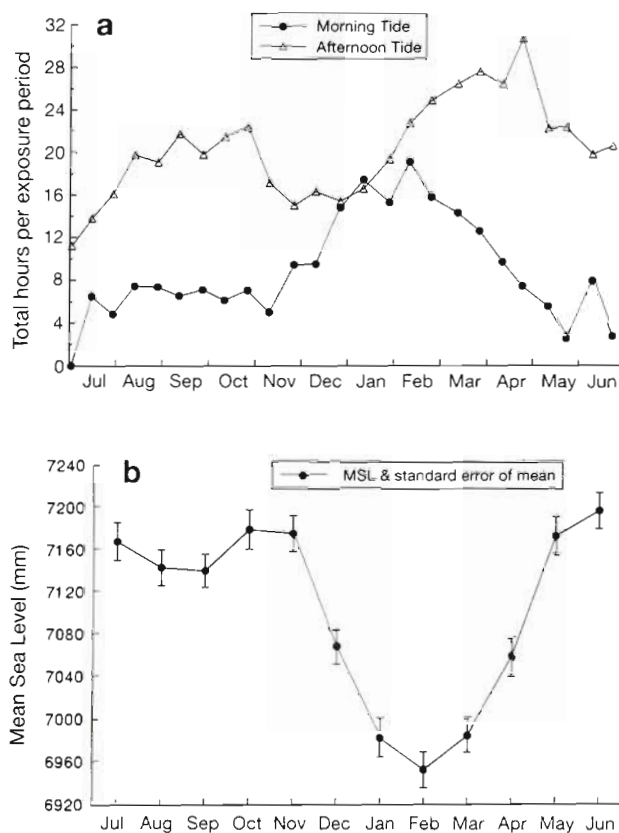 a
Morning Tide
Afternoon Tide
Total hours per exposure period
32
28
24
20
16
12
8
4
0
Jul Aug Sep Oct Nov Dec Jan Feb Mar Apr May Jun
b
MSL & standard error of mean
Mean Sea Level (mm)
7240
7200
7160
7120
7080
7040
7000
6960
6920
Jul Aug Sep Oct Nov Dec Jan Feb Mar Apr May Jun